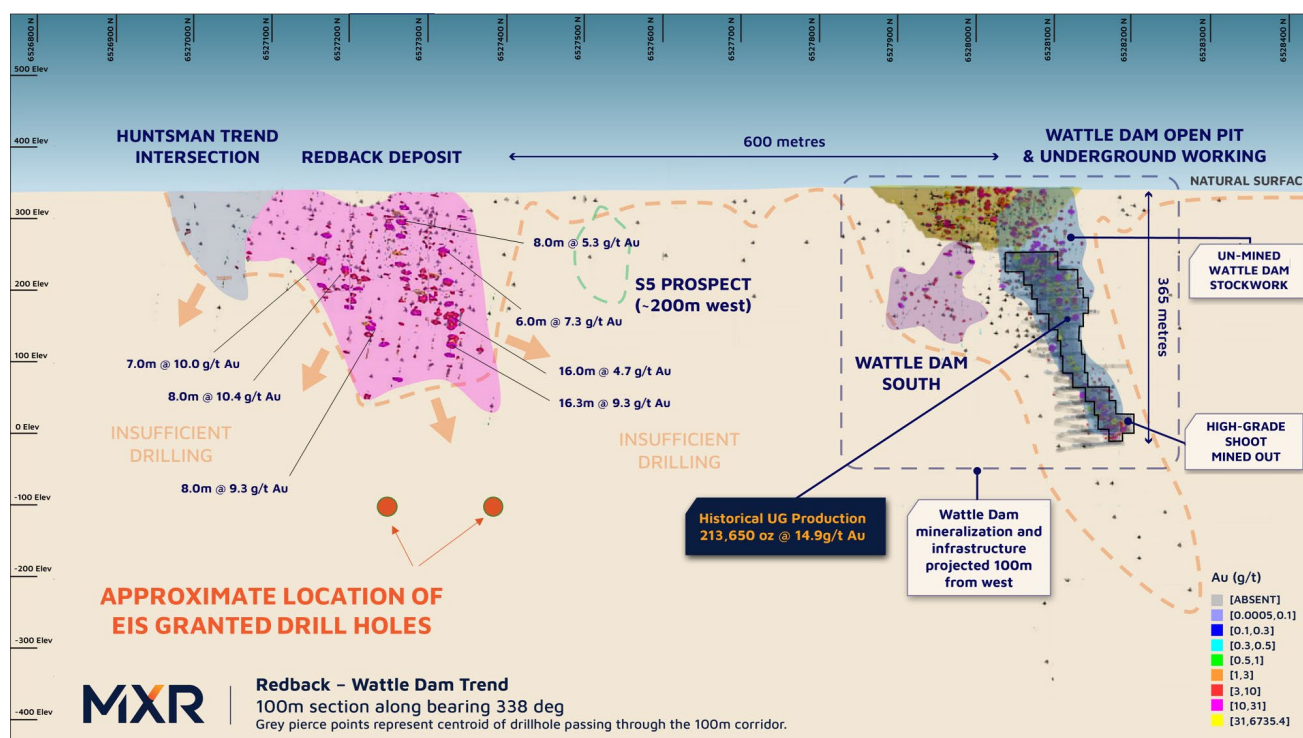 6526800 N
6526900 N
6527000 N
6527100 N
6527200 N
6527300 N
6527400 N
6527500 N
6527600 N
6527700 N
6527800 N
6527900 N
6528000 N
6528100 N
6528200 N
6528300 N
6528400 N
500 Elev
400 Elev
300 Elev
200 Elev
100 Elev
0 Elev
-100 Elev
-200 Elev
-300 Elev
-400 Elev
HUNTSMAN TREND
INTERSECTION
REDBACK DEPOSIT
600 metres
WATTLE DAM OPEN PIT
& UNDERGROUND WORKING
NATURAL SURFAC
8.0m @ 5.3 g/t Au
S5 PROSPECT
(~200m west)
6.0m @ 7.3 g/t Au
7.0m @ 10.0 g/t Au
16.0m @ 4.7 g/t Au
8.0m @ 10.4 g/t Au
16.3m @ 9.3 g/t Au
8.0m @ 9.3 g/t Au
INSUFFICIENT
DRILLING
INSUFFICIENT
DRILLING
WATTLE DAM
SOUTH
365 metres
UN-MINED
WATTLE DAM
STOCKWORK
HIGH-GRADE
SHOOT
MINED OUT
Historical UG Production
213,650 oz @ 14.9g/t Au
Wattle Dam
mineralization and
infrastructure
projected 100m
from west
APPROXIMATE LOCATION OF
EIS GRANTED DRILL HOLES
MXR
Redback – Wattle Dam Trend
100m section along bearing 338 deg
Grey pierce points represent centroid of drillhole passing through the 100m corridor.
Au (g/t)
[ABSENT]
[0.0005,0.1]
[0.1,0.3]
[0.3,0.5]
[0.5,1]
[1,3]
[3,10]
[10,31]
[31,6735.4]